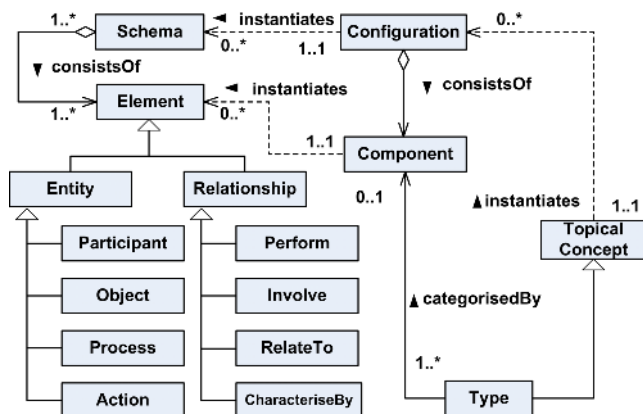 1..*
Schema
instantiates
0..*
1..1
Configuration
0..*
consistsOf
instantiates
consistsOf
Element
1..*
0..*
1..1
Component
0..1
Entity
Relationship
instantiates
1..1
Topical
Concept
Participant
Perform
Object
Involve
categorisedBy
Process
RelateTo
1..*
Action
CharacteriseBy
Type